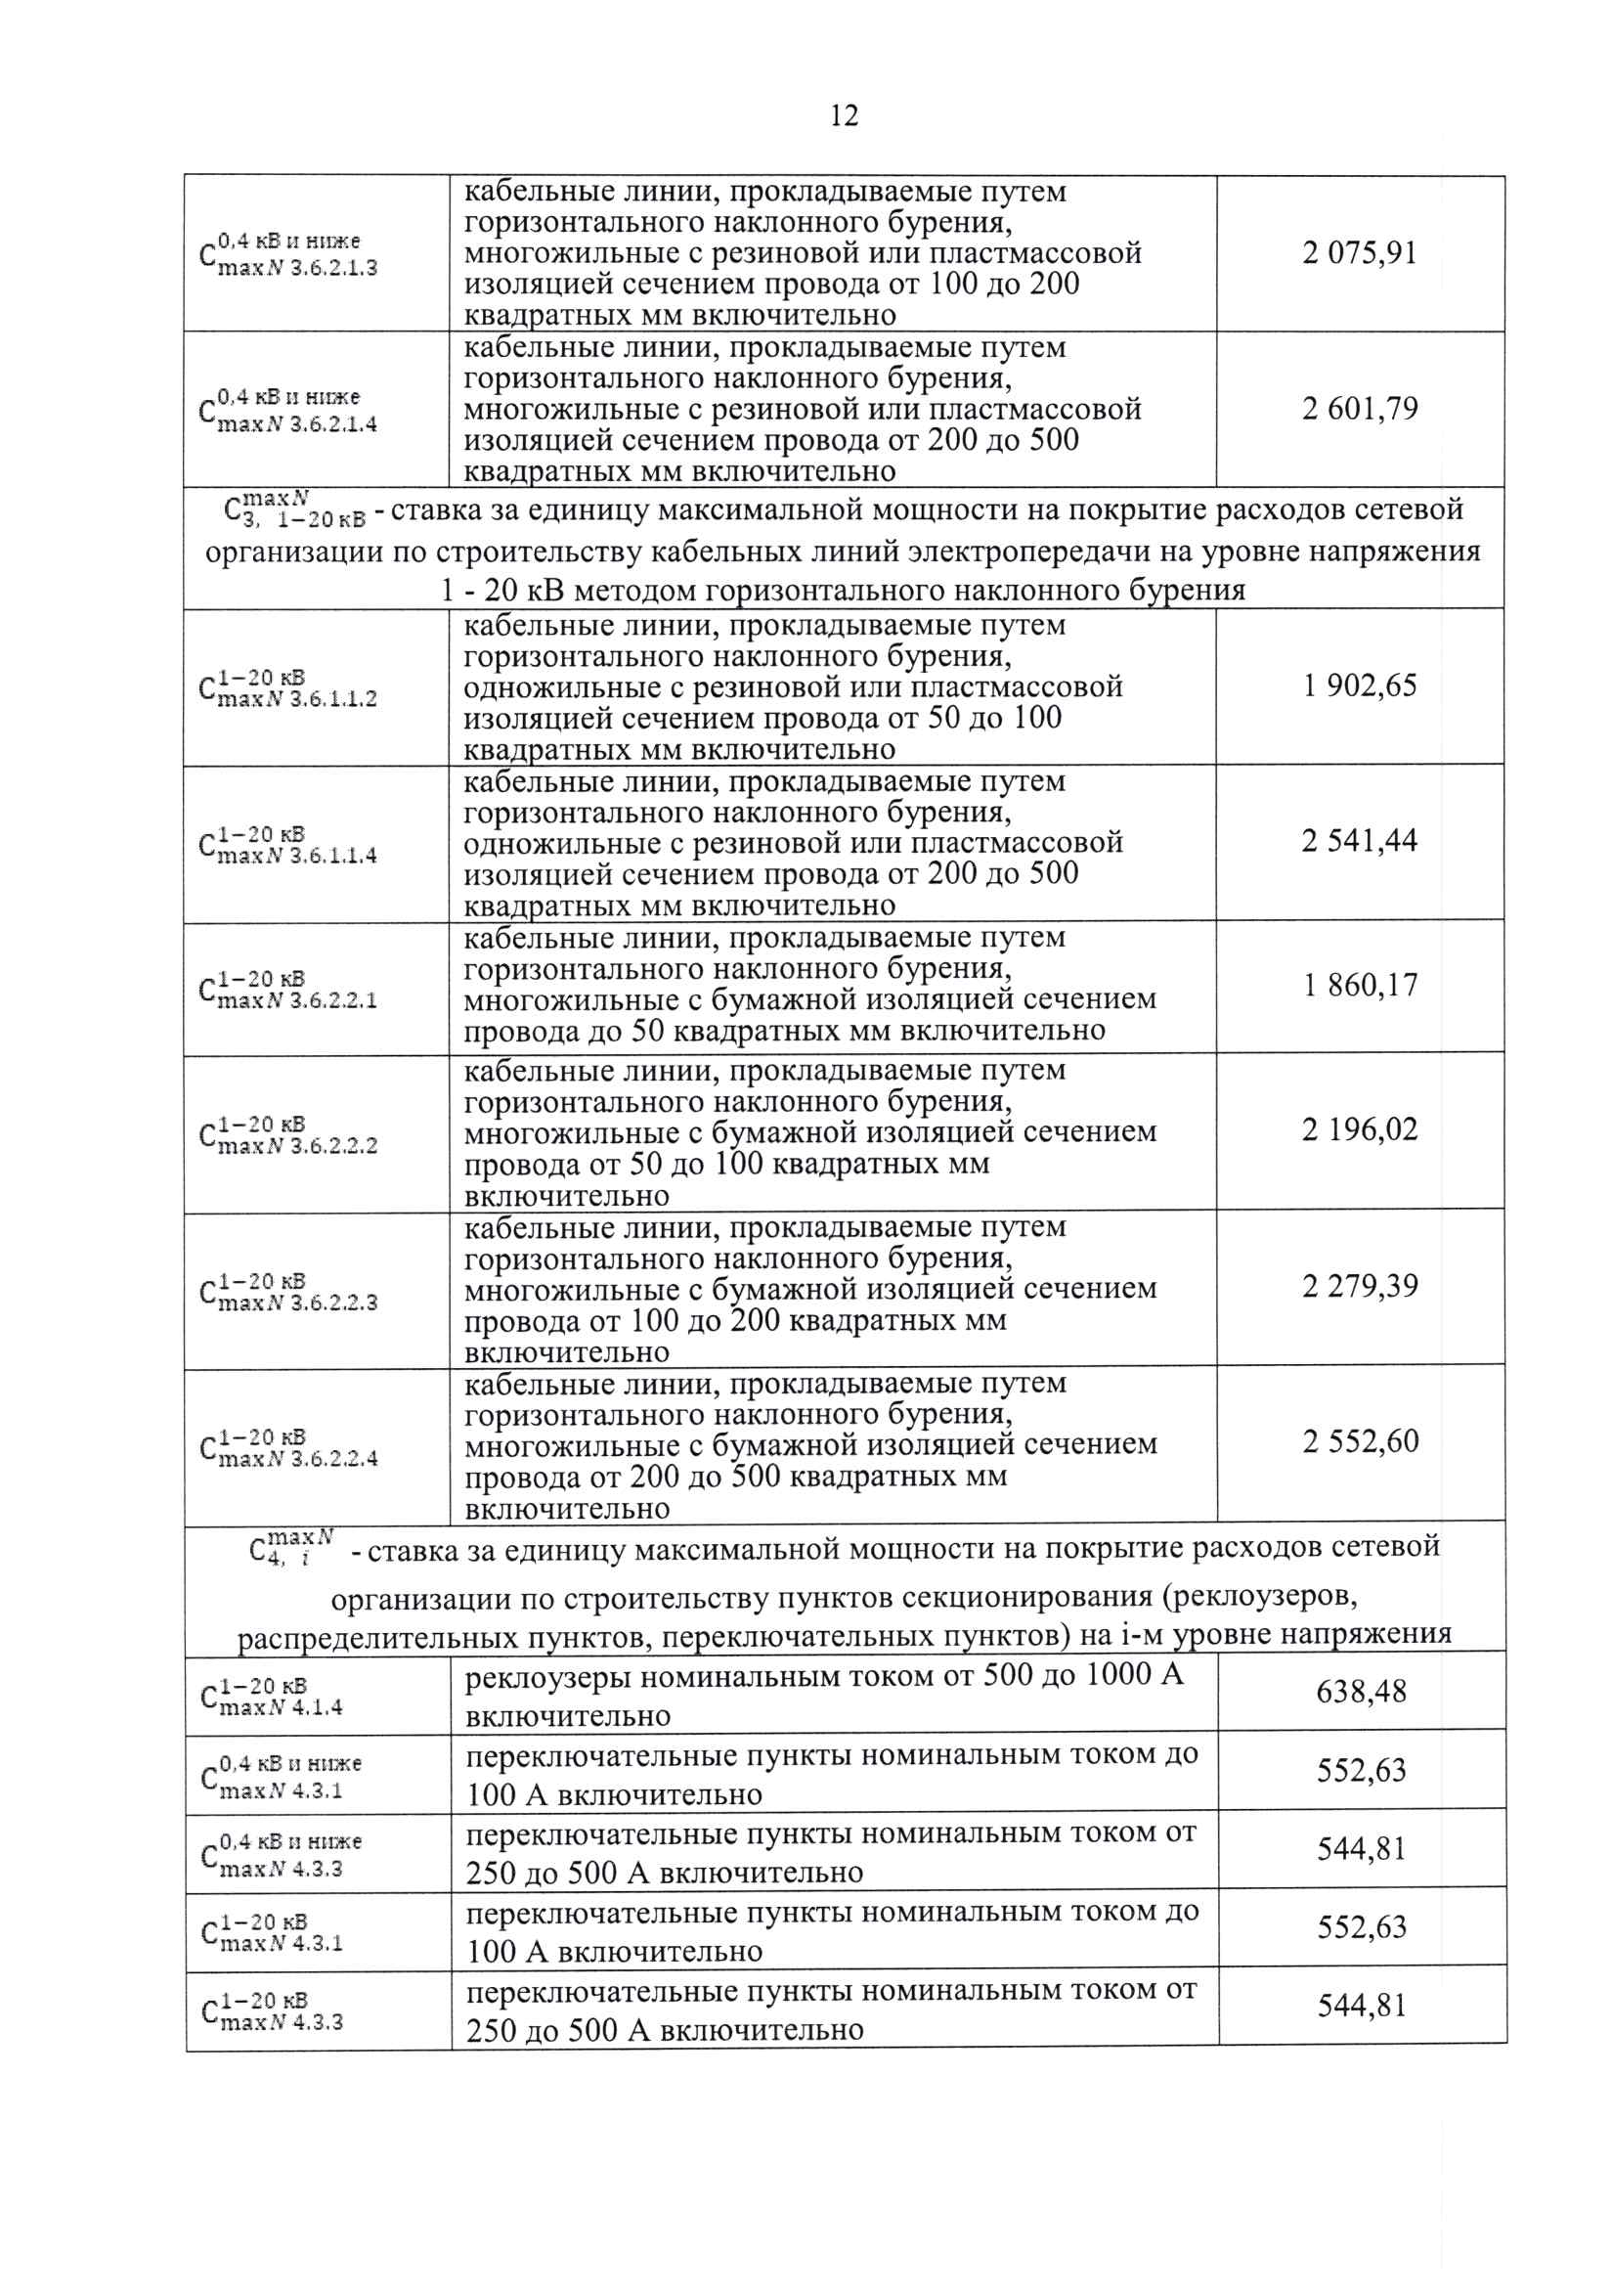 12
C 0,4 кВ и ниже maxN 3.6.2.1.3
кабельные линии, прокладываемые путем
горизонтального наклонного бурения,
многожильные с резиновой или пластмассовой
изоляцией сечением провода от 100 до 200
квадратных мм включительно
2 075,91
C 0,4 кВ и ниже maxN 3.6.2.1.4
кабельные линии, прокладываемые путем
горизонтального наклонного бурения,
многожильные с резиновой или пластмассовой
изоляцией сечением провода от 200 до 500
квадратных мм включительно
2 601,79
C maxN 3, 1–20 кВ - ставка за единицу максимальной мощности на покрытие расходов сетевой
организации по строительству кабельных линий электропередачи на уровне напряжения
1 - 20 кВ методом горизонтального наклонного бурения
C 1–20 кВ maxN 3.6.1.1.2
кабельные линии, прокладываемые путем
горизонтального наклонного бурения,
одножильные с резиновой или пластмассовой
изоляцией сечением провода от 50 до 100
квадратных мм включительно
1 902,65
C 1–20 кВ maxN 3.6.1.1.4
кабельные линии, прокладываемые путем
горизонтального наклонного бурения,
одножильные с резиновой или пластмассовой
изоляцией сечением провода от 200 до 500
квадратных мм включительно
2 541,44
C 1–20 кВ maxN 3.6.2.2.1
кабельные линии, прокладываемые путем
горизонтального наклонного бурения,
многожильные с бумажной изоляцией сечением
провода до 50 квадратных мм включительно
1 860,17
C 1–20 кВ maxN 3.6.2.2.2
кабельные линии, прокладываемые путем
горизонтального наклонного бурения,
многожильные с бумажной изоляцией сечением
провода от 50 до 100 квадратных мм
включительно
2 196,02
C 1–20 кВ maxN 3.6.2.2.3
кабельные линии, прокладываемые путем
горизонтального наклонного бурения,
многожильные с бумажной изоляцией сечением
провода от 100 до 200 квадратных мм
включительно
2 279,39
C 1–20 кВ maxN 3.6.2.2.4
кабельные линии, прокладываемые путем
горизонтального наклонного бурения,
многожильные с бумажной изоляцией сечением
провода от 200 до 500 квадратных мм
включительно
2 552,60
C maxN 4, i - ставка за единицу максимальной мощности на покрытие расходов сетевой
организации по строительству пунктов секционирования (реклоузеров,
распределительных пунктов, переключательных пунктов) на i-м уровне напряжения
C 1–20 кВ maxN 4.1.4
реклоузеры номинальным током от 500 до 1000 А
включительно
638,48
C 0,4 кВ и ниже maxN 4.3.1
переключательные пункты номинальным током до
100 А включительно
552,63
C 0,4 кВ и ниже maxN 4.3.3
переключательные пункты номинальным током от
250 до 500 А включительно
544,81
C 1–20 кВ maxN 4.3.1
переключательные пункты номинальным током до
100 А включительно
552,63
C 1–20 кВ maxN 4.3.3
переключательные пункты номинальным током от
250 до 500 А включительно
544,81